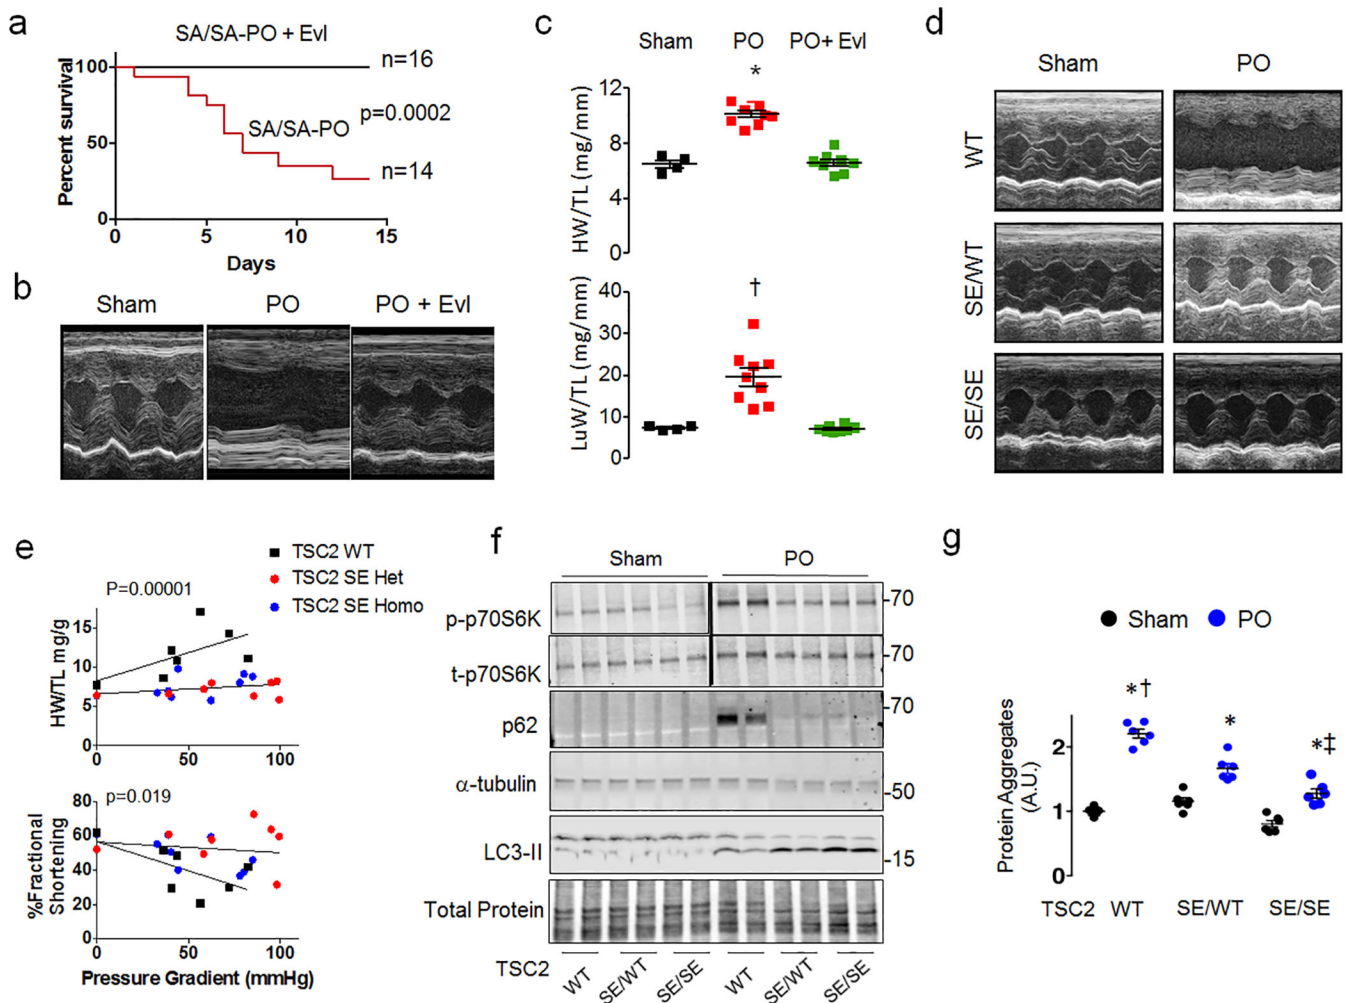 a
SA/SA-PO + Evl
n=16
p=0.0002
SA/SA-PO
n=14
Percent survival
100
50
0
0 5 10 15
Days
b
Sham PO PO + Evl
c
Sham PO PO+ Evl
*
HW/TL (mg/mm)
12
8
4
0
†
LuW/TL (mg/mm)
40
30
20
10
0
d
Sham PO
WT
SE/WT
SE/SE
e
TSC2 WT
TSC2 SE Het
TSC2 SE Homo
P=0.00001
HW/TL mg/g
15
10
5
0
0 50 100
p=0.019
%Fractional
Shortening
80
60
40
20
0
0 50 100
Pressure Gradient (mmHg)
f
Sham PO
p-p70S6K -70
t-p70S6K -70
p62 -70
α-tubulin -50
LC3-II -15
Total Protein
TSC2 WT SE/WT SE/SE WT SE/WT SE/SE
g
Sham PO
*†
*
*‡
Protein Aggregates
(A.U.)
2
1
0
TSC2 WT SE/WT SE/SE